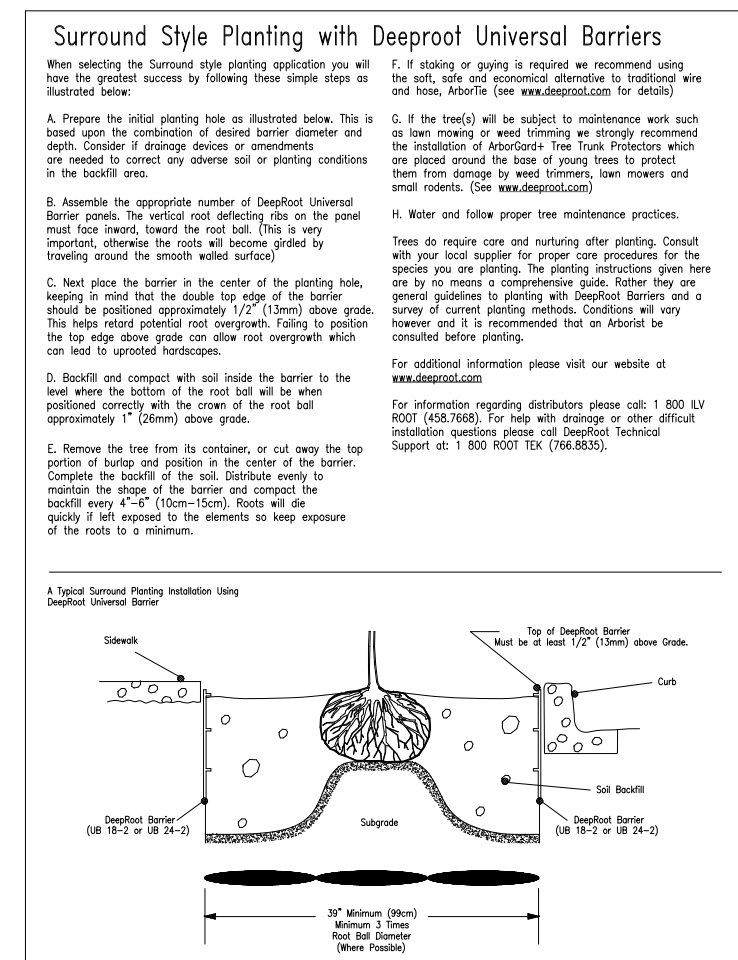 Surround Style Planting with Deeproot Universal Barriers
When selecting the Surround style planting application you will
have the greatest success by following these simple steps as
illustrated below:
A. Prepare the initial planting hole as illustrated below. This is
based upon the combination of desired barrier diameter and
depth. Consider if drainage devices or amendments
are needed to correct any adverse soil or planting conditions
in the backfill area.
B. Assemble the appropriate number of DeepRoot Universal
Barrier panels. The vertical root deflecting ribs on the panel
must face inward, toward the root ball. (This is very
important, otherwise the roots will become girdled by
traveling around the smooth walled surface)
C. Next place the barrier in the center of the planting hole,
keeping in mind that the double top edge of the barrier
should be positioned approximately 1/2" (13mm) above grade.
This helps retard potential root overgrowth. Failing to position
the top edge above grade can allow root overgrowth which
can lead to uprooted hardscapes.
D. Backfill and compact with soil inside the barrier to the
level where the bottom of the root ball will be when
positioned correctly with the crown of the root ball
approximately 1" (26mm) above grade.
E. Remove the tree from its container, or cut away the top
portion of burlap and position in the center of the barrier.
Complete the backfill of the soil. Distribute evenly to
maintain the shape of the barrier and compact the
backfill every 4"-6" (10cm-15cm). Roots will die
quickly if left exposed to the elements so keep exposure
of the roots to a minimum.
F. If staking or guying is required we recommend using
the soft, safe and economical alternative to traditional wire
and hose, ArborTie (see www.deeproot.com for details)
G. If the tree(s) will be subject to maintenance work such
as lawn mowing or weed trimming we strongly recommend
the installation of ArborGard+ Tree Trunk Protectors which
are placed around the base of young trees to protect
them from damage by weed trimmers, lawn mowers and
small rodents. (See www.deeproot.com)
H. Water and follow proper tree maintenance practices.
Trees do require care and nurturing after planting. Consult
with your local supplier for proper care procedures for the
species you are planting. The planting instructions given here
are by no means a comprehensive guide. Rather they are
general guidelines to planting with DeepRoot Barriers and a
survey of current planting methods. Conditions will vary
however and it is recommended that an Arborist be
consulted before planting.
For additional information please visit our website at
www.deeproot.com
For information regarding distributors please call: 1 800 ILV
ROOT (458.7668). For help with drainage or other difficult
installation questions please call DeepRoot Technical
Support at: 1 800 ROOT TEK (766.8835).
A Typical Surround Planting Installation Using
DeepRoot Universal Barrier
Sidewalk
Top of DeepRoot Barrier
Must be at least 1/2" (13mm) above Grade.
Curb
Soil Backfill
DeepRoot Barrier
(UB 18-2 or UB 24-2)
Subgrade
DeepRoot Barrier
(UB 18-2 or UB 24-2)
39" Minimum (99cm)
Minimum 3 Times
Root Ball Diameter
(Where Possible)